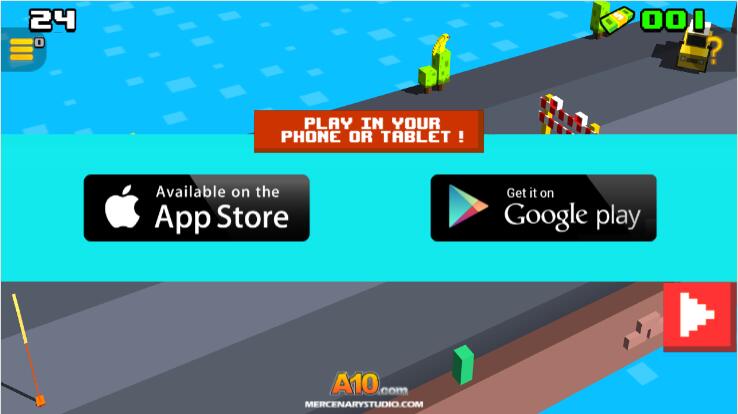 24
001
0
?
PLAY IN YOUR
PHONE OR TABLET !
Available on the
App Store
Get it on
Google play
A10.com
MERCENARYSTUDIO.COM